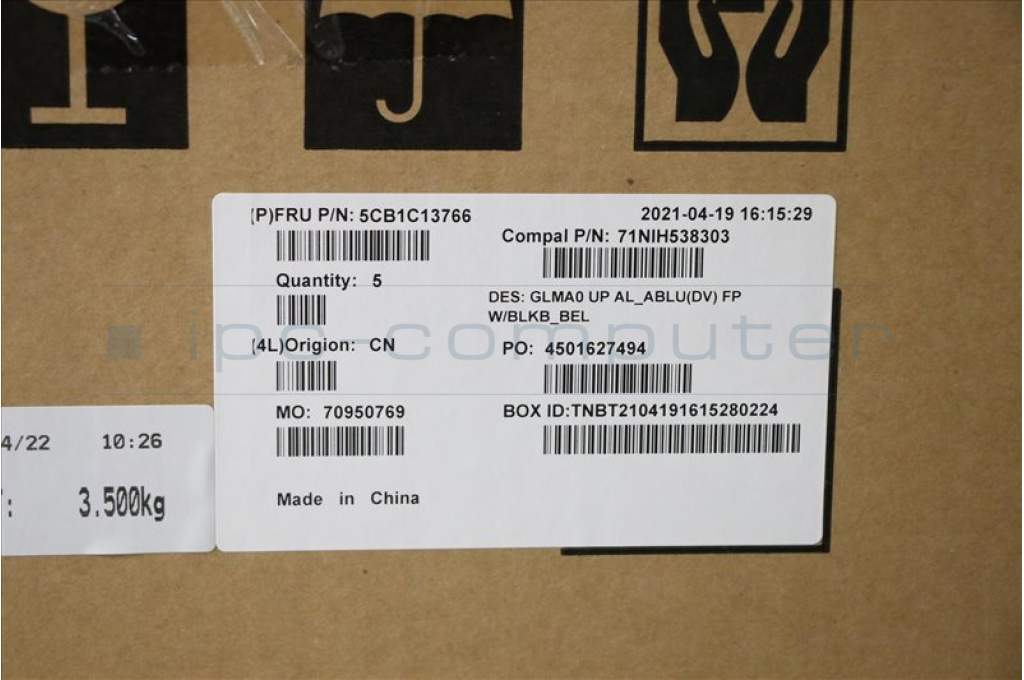 (P)FRU P/N: 5CB1C13766
2021-04-19 16:15:29
Compal P/N: 71NIH538303
Quantity: 5
DES: GLMA0 UP AL_ABLU(DV) FP
W/BLKB_BEL
ipc-computer
(4L)Origion: CN
PO: 4501627494
MO: 70950769
BOX ID:TNBT2104191615280224
4/22 10:26
: 3.500kg
Made in China